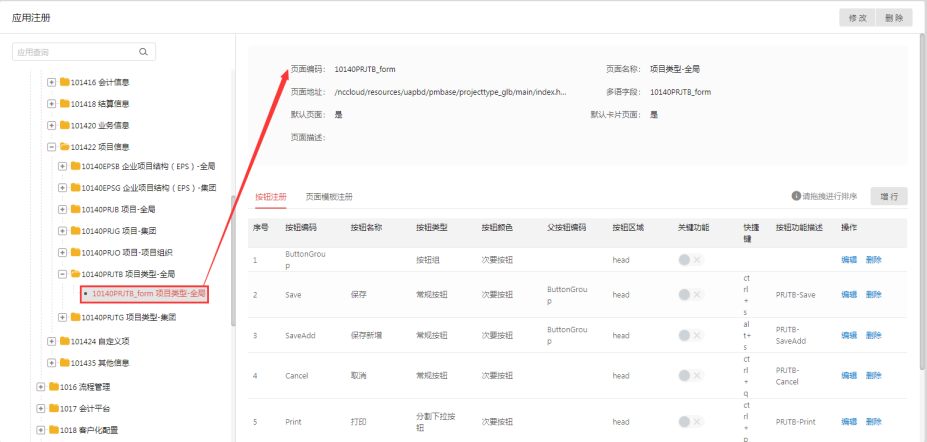 应用注册
修 改
删 除
应用查询
101416 会计信息
101418 结算信息
101420 业务信息
101422 项目信息
10140EPSB 企业项目结构（EPS）-全局
10140EPSG 企业项目结构（EPS）-集团
10140PRJB 项目-全局
10140PRJG 项目-集团
10140PRJO 项目-项目组织
10140PRJTB 项目类型-全局
10140PRJTB_form 项目类型-全局
10140PRJTG 项目类型-集团
101424 自定义项
101435 其他信息
1016 流程管理
1017 会计平台
1018 客户化配置
页面编码： 10140PRJTB_form
页面名称： 项目类型-全局
页面地址： /nccloud/resources/uapbd/pmbase/projecttype_glb/main/index.h...
多语字段： 10140PRJTB_form
默认页面： 是
默认卡片页面： 是
页面描述：
按钮注册 页面模板注册
请拖拽进行排序
增 行
序号 按钮编码 按钮名称 按钮类型 按钮颜色 父按钮编码 按钮区域 关键功能 快捷键 按钮功能描述 操作
1 ButtonGroup 按钮组 次要按钮 head 编辑 删除
2 Save 保存 常规按钮 次要按钮 ButtonGroup head ctrl+s PRJTB-Save 编辑 删除
3 SaveAdd 保存新增 常规按钮 次要按钮 ButtonGroup head alt+s PRJTB-SaveAdd 编辑 删除
4 Cancel 取消 常规按钮 次要按钮 head ctrl+q PRJTB-Cancel 编辑 删除
5 Print 打印 分割下拉按钮 次要按钮 head ctrl+p PRJTB-Print 编辑 删除